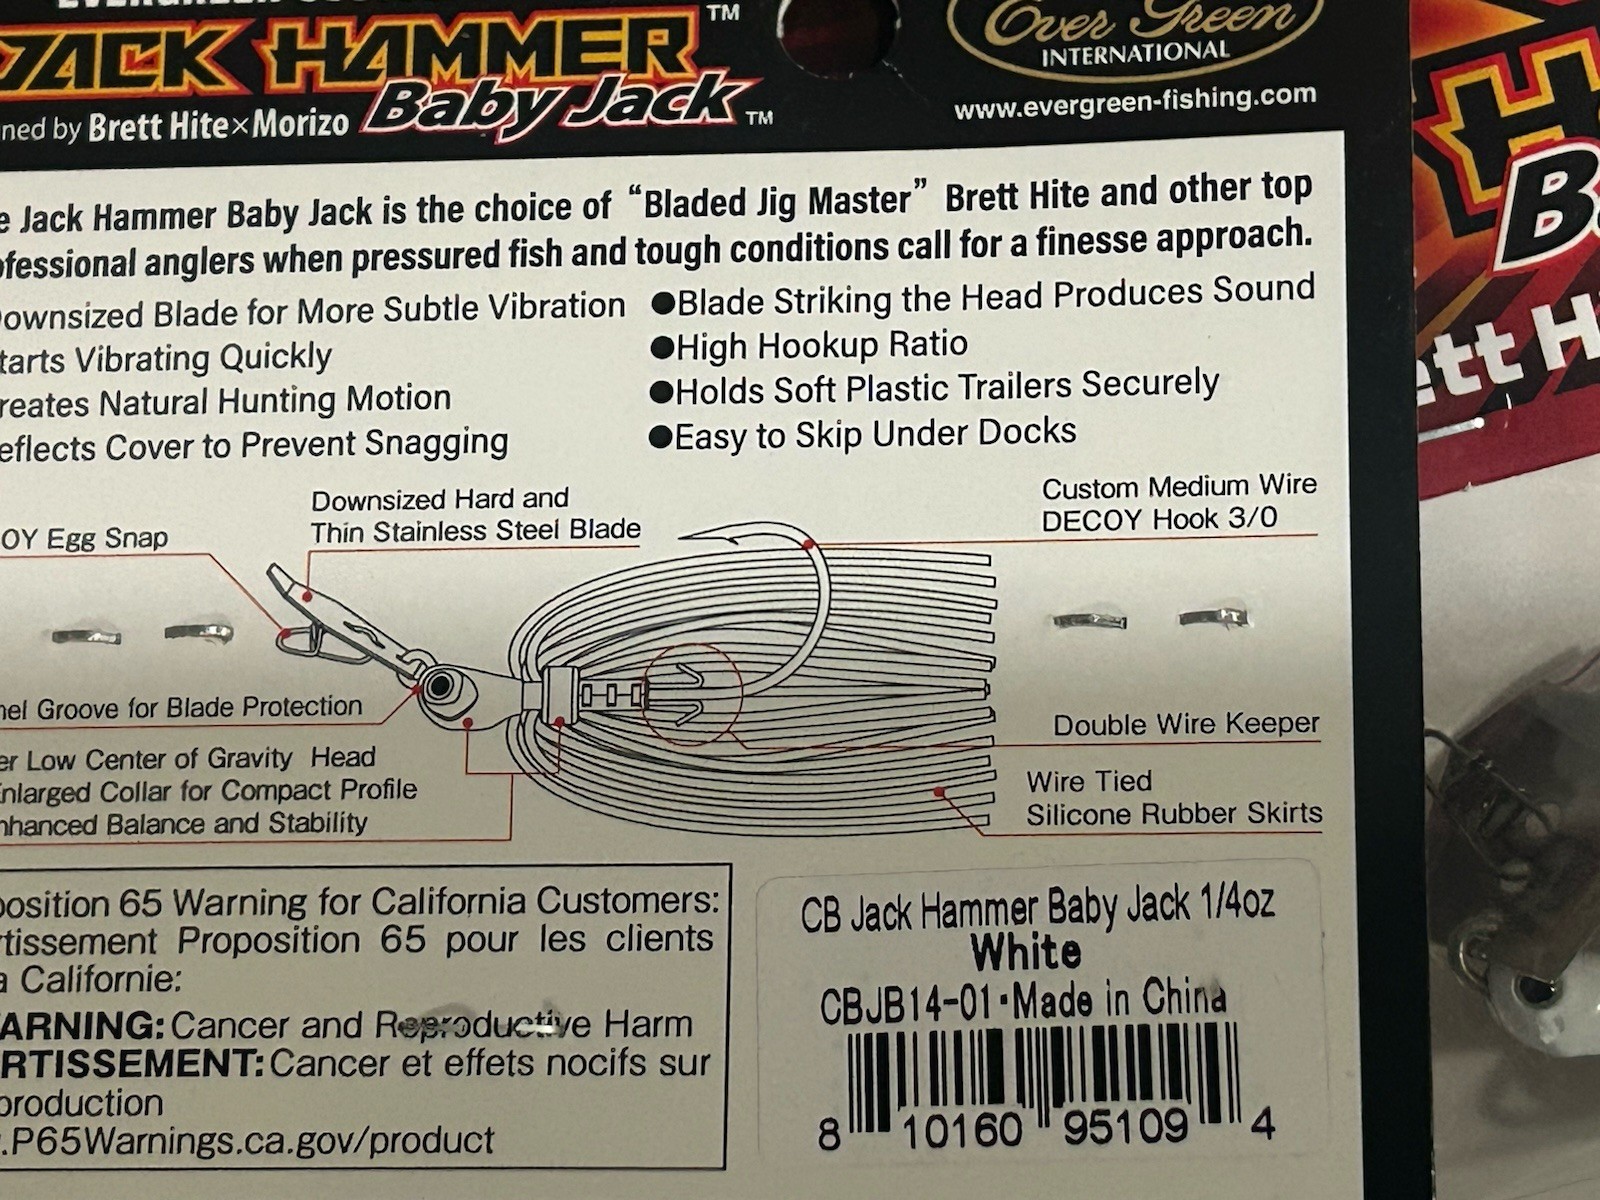 JACK HAMMER™
Baby Jack™
Brett Hite×Morizo
Ever Green
INTERNATIONAL
www.evergreen-fishing.com
Jack Hammer Baby Jack is the choice of “Bladed Jig Master” Brett Hite and other top
anglers when pressured fish and tough conditions call for a finesse approach.
ownsized Blade for More Subtle Vibration
tarts Vibrating Quickly
reates Natural Hunting Motion
eflects Cover to Prevent Snagging
●Blade Striking the Head Produces Sound
●High Hookup Ratio
●Holds Soft Plastic Trailers Securely
●Easy to Skip Under Docks
OY Egg Snap
Downsized Hard and
Thin Stainless Steel Blade
Custom Medium Wire
DECOY Hook 3/0
nel Groove for Blade Protection
er Low Center of Gravity Head
nlarged Collar for Compact Profile
nhanced Balance and Stability
Double Wire Keeper
Wire Tied
Silicone Rubber Skirts
position 65 Warning for California Customers:
rtissement Proposition 65 pour les clients
a Californie:
ARNING: Cancer and Reproductive Harm
RTISSEMENT: Cancer et effets nocifs sur
production
.P65Warnings.ca.gov/product
CB Jack Hammer Baby Jack 1/4oz
White
CBJB14-01･Made in China
8 10160 95109 4
ett H